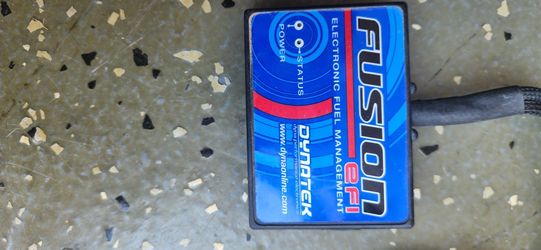 FUSION
efi
ELECTRONIC FUEL MANAGEMENT
STATUS
POWER
DYNATEK
www.dynaonline.com